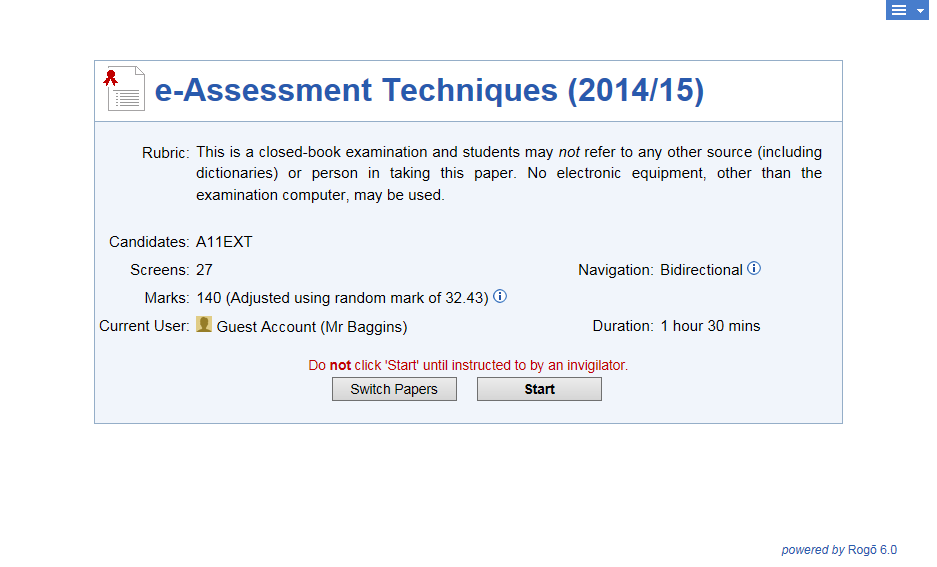 e-Assessment Techniques (2014/15)
Rubric: This is a closed-book examination and students may not refer to any other source (including
dictionaries) or person in taking this paper. No electronic equipment, other than the
examination computer, may be used.
Candidates: A11EXT
Screens: 27 Navigation: Bidirectional
Marks: 140 (Adjusted using random mark of 32.43)
Current User: Guest Account (Mr Baggins) Duration: 1 hour 30 mins
Do not click 'Start' until instructed to by an invigilator.
Switch Papers Start
powered by Rogō 6.0